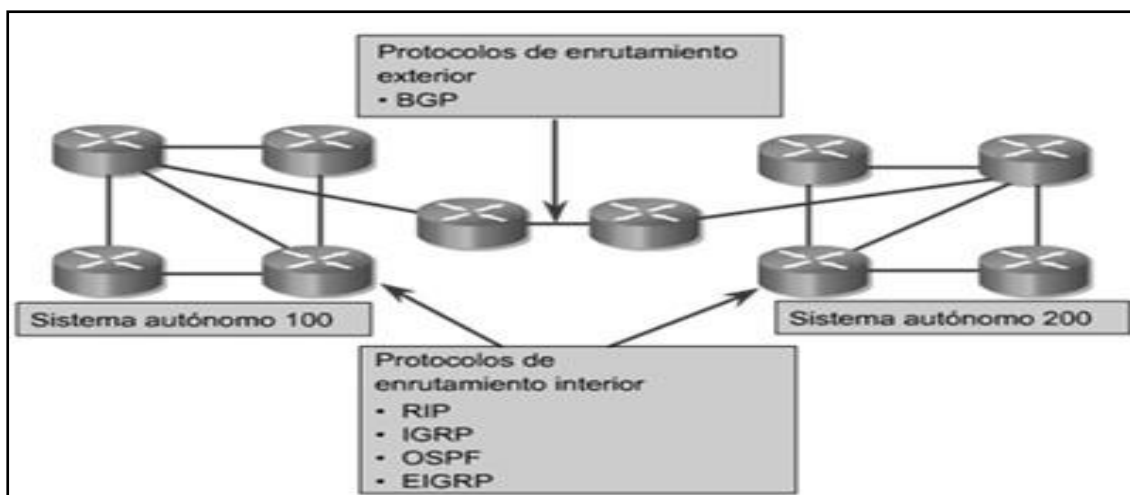 Protocolos de enrutamiento
exterior
• BGP
Sistema autónomo 100
Sistema autónomo 200
Protocolos de
enrutamiento interior
• RIP
• IGRP
• OSPF
• EIGRP